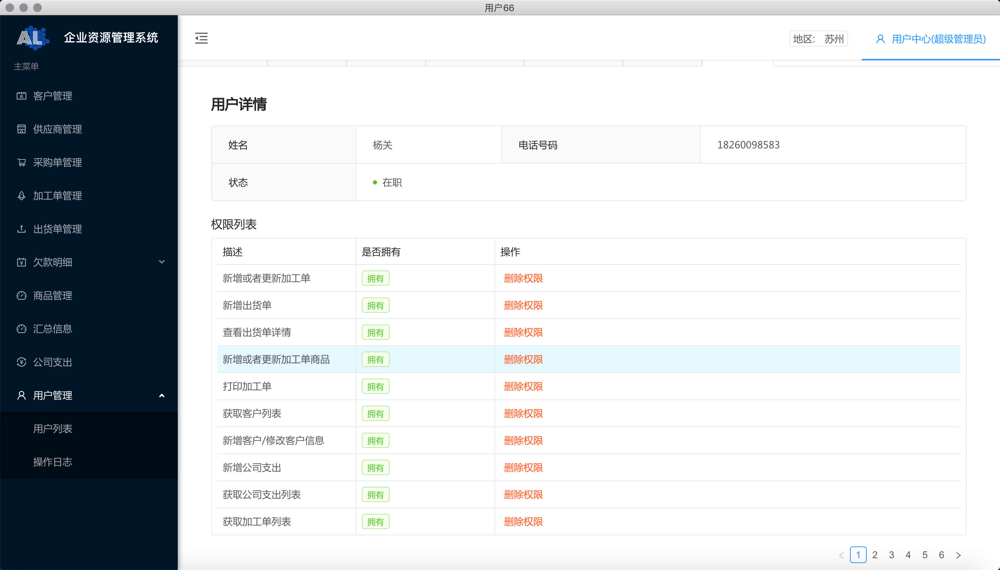 用户66
AL 企业资源管理系统
地区: 苏州
用户中心(超级管理员)
主菜单
客户管理
供应商管理
采购单管理
加工单管理
出货单管理
欠款明细
商品管理
汇总信息
公司支出
用户管理
用户列表
操作日志
用户详情
姓名 杨关 电话号码 18260098583
状态 在职
权限列表
描述 是否拥有 操作
新增或者更新加工单 拥有 删除权限
新增出货单 拥有 删除权限
查看出货单详情 拥有 删除权限
新增或者更新加工单商品 拥有 删除权限
打印加工单 拥有 删除权限
获取客户列表 拥有 删除权限
新增客户/修改客户信息 拥有 删除权限
新增公司支出 拥有 删除权限
获取公司支出列表 拥有 删除权限
获取加工单列表 拥有 删除权限
< 1 2 3 4 5 6 >